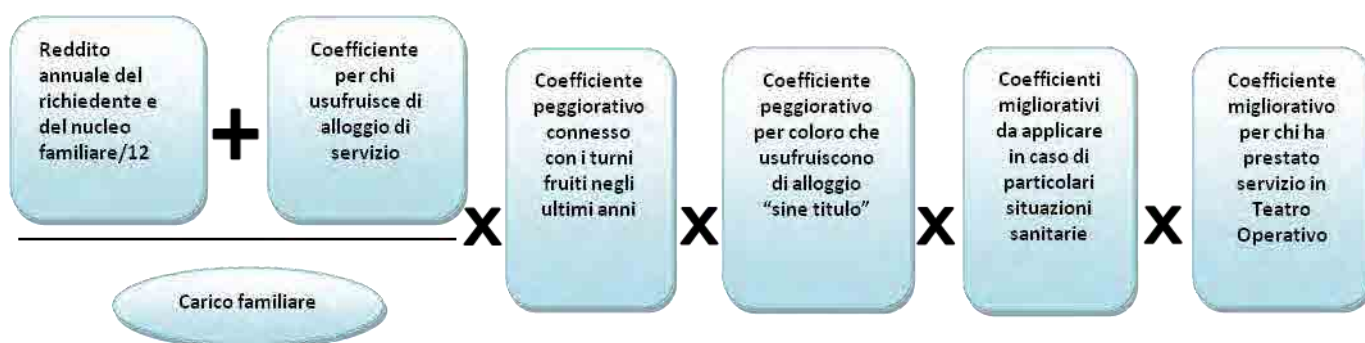 Reddito
annuale del
richiedente e
del nucleo
familiare/12
+
Coefficiente
per chi
usufruisce di
alloggio di
servizio
Carico familiare
X
Coefficiente
peggiorativo
connesso
con i turni
fruiti negli
ultimi anni
X
Coefficiente
peggiorativo
per coloro che
usufruiscono
di alloggio
“sine titulo”
X
Coefficienti
migliorativi
da applicare
in caso di
particolari
situazioni
sanitarie
X
Coefficiente
migliorativo
per chi ha
prestato
servizio in
Teatro
Operativo